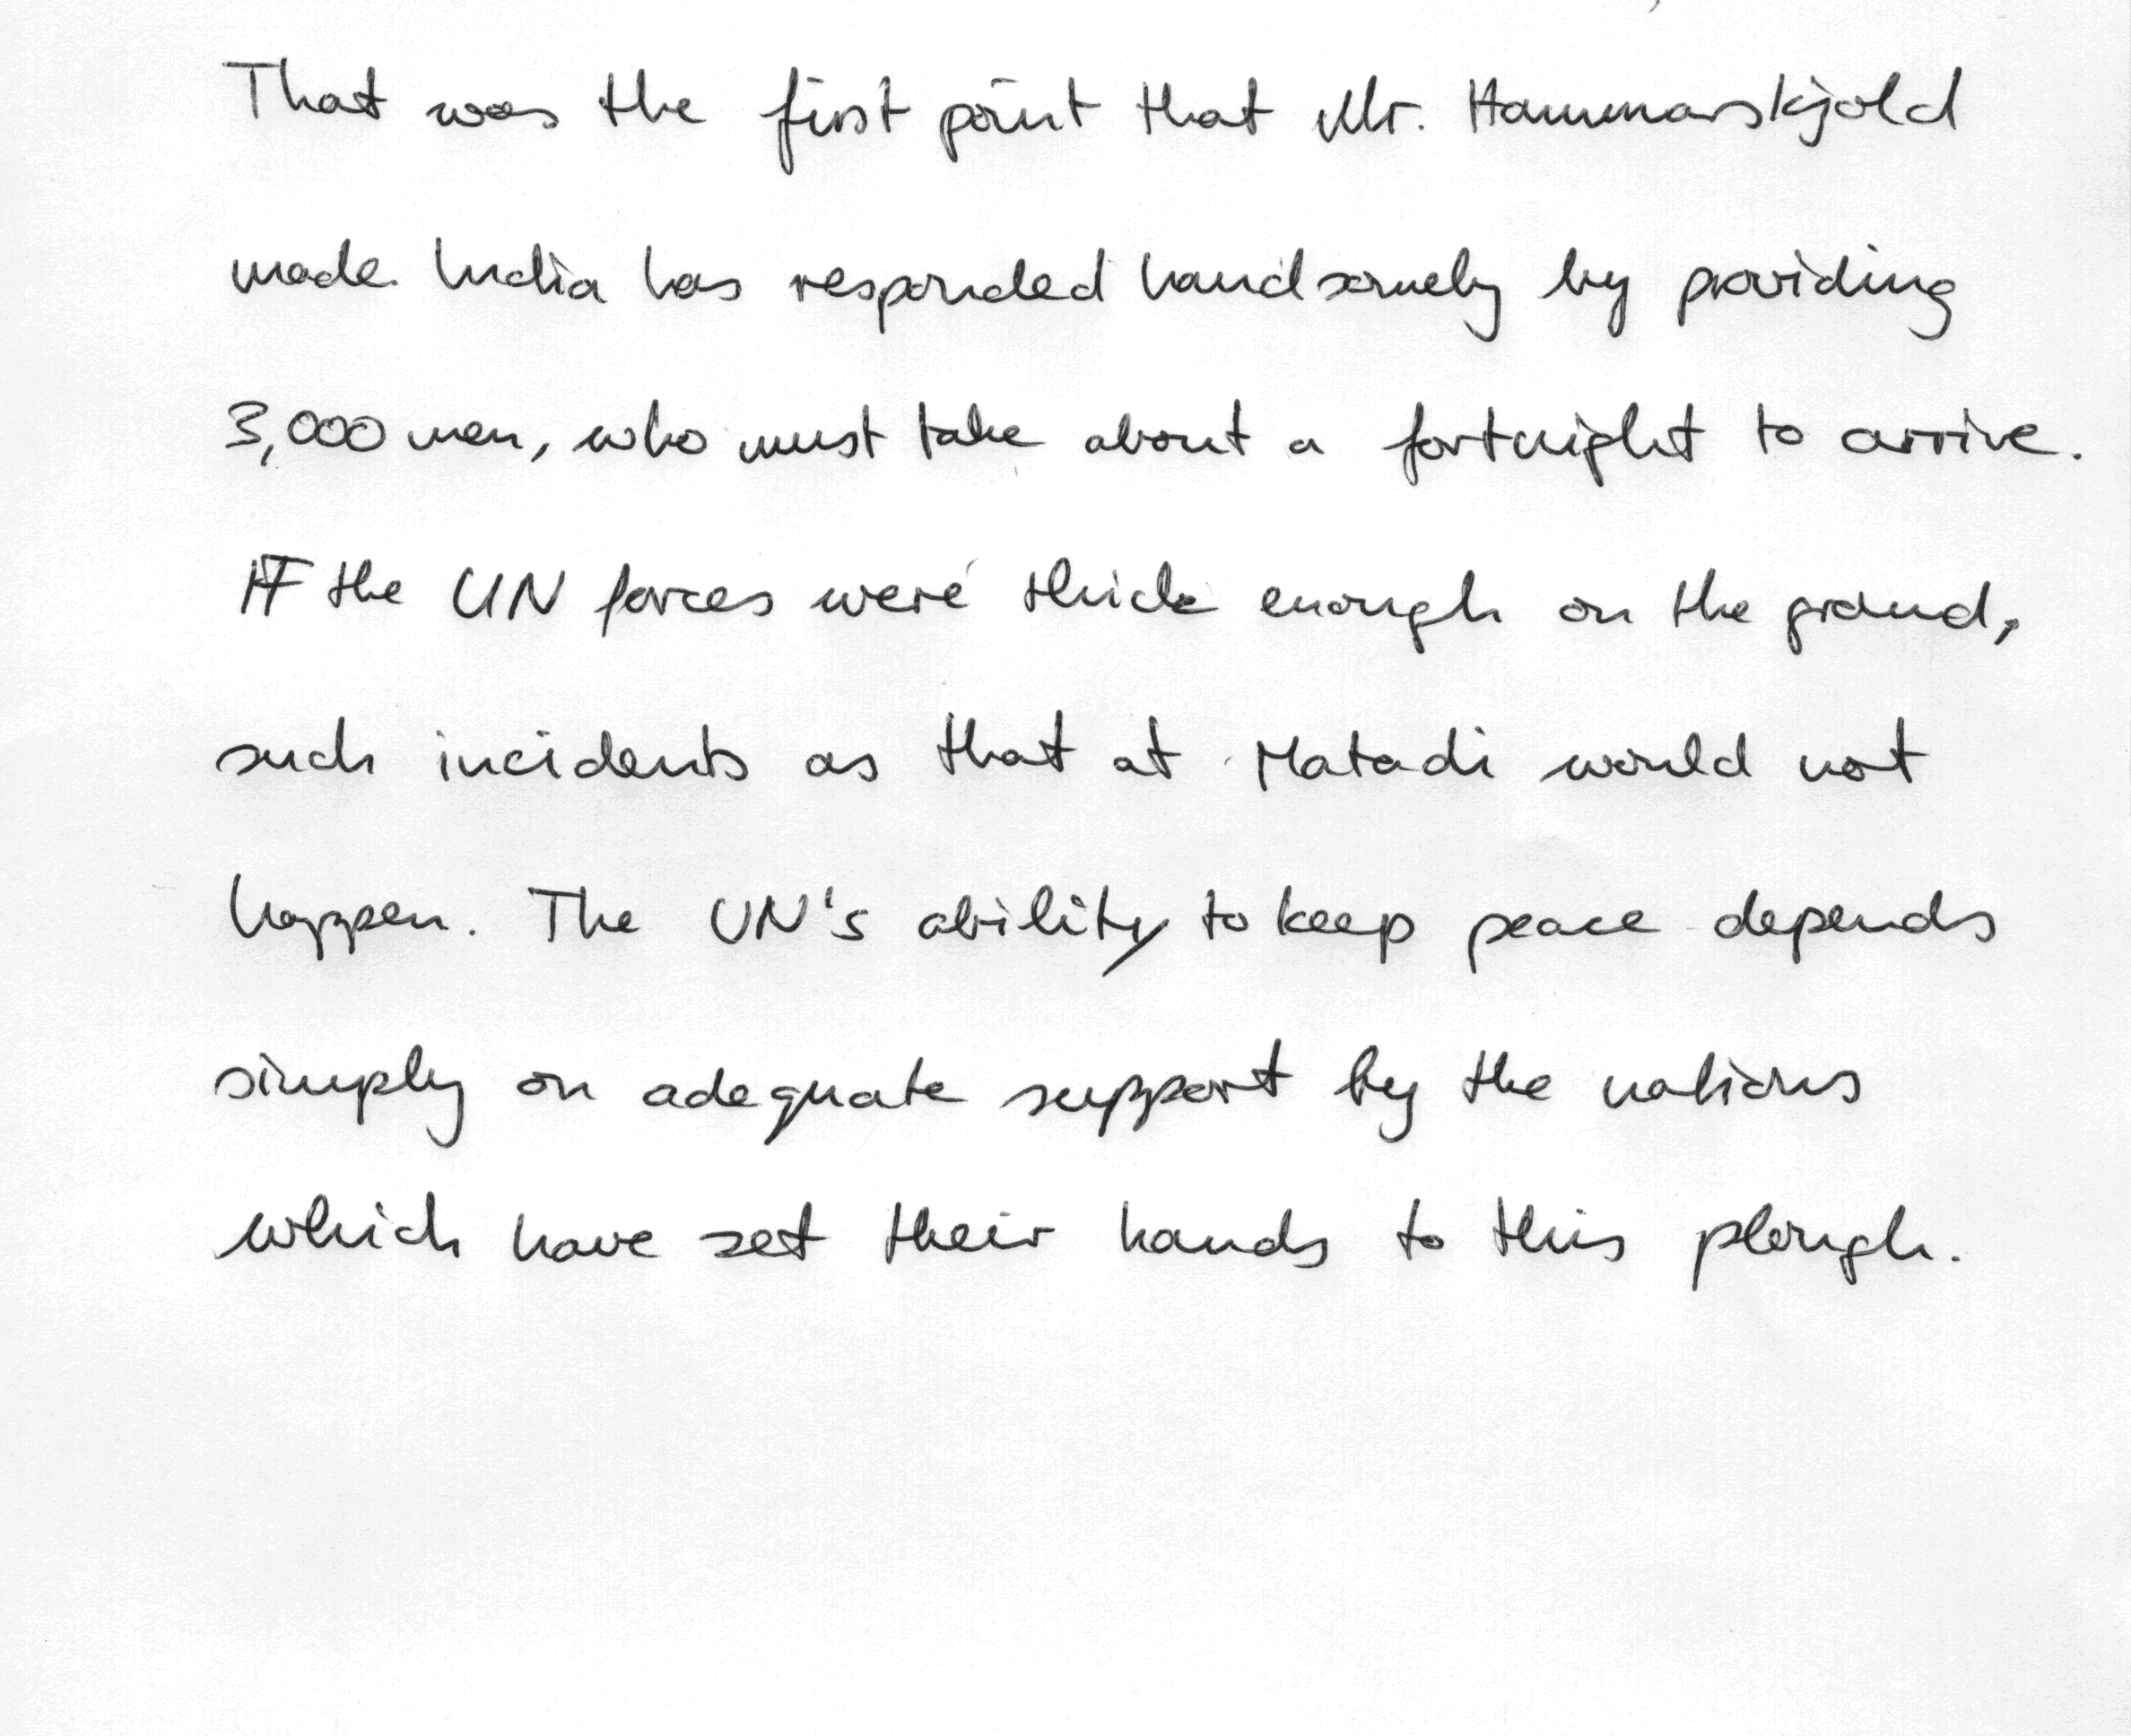 That was the first point that Mr. Hammarskjold
made. India has responded handsomely by providing
3,000 men, who must take about a fortnight to arrive.
IF the UN forces were thick enough on the ground,
such incidents as that at Matadi would not
happen. The UN's ability to keep peace depends
simply on adequate support by the nations
which have set their hands to this plough.